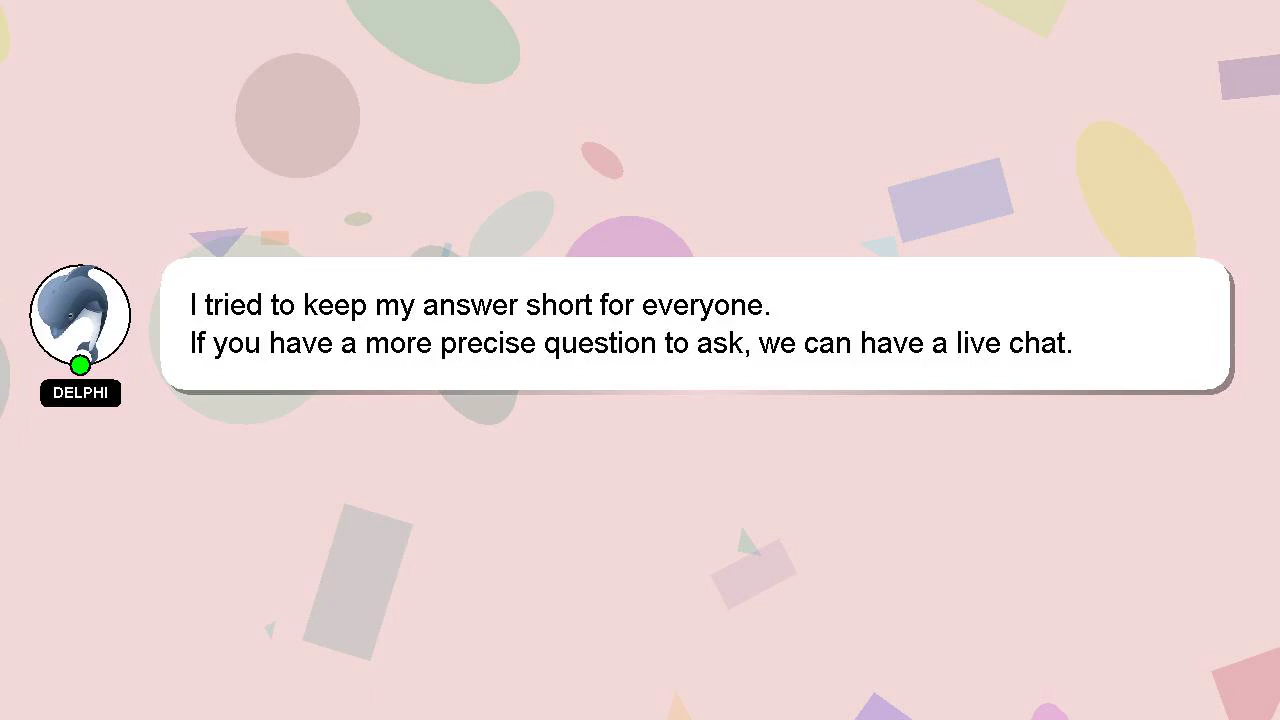 I tried to keep my answer short for everyone.
If you have a more precise question to ask, we can have a live chat.
DELPHI